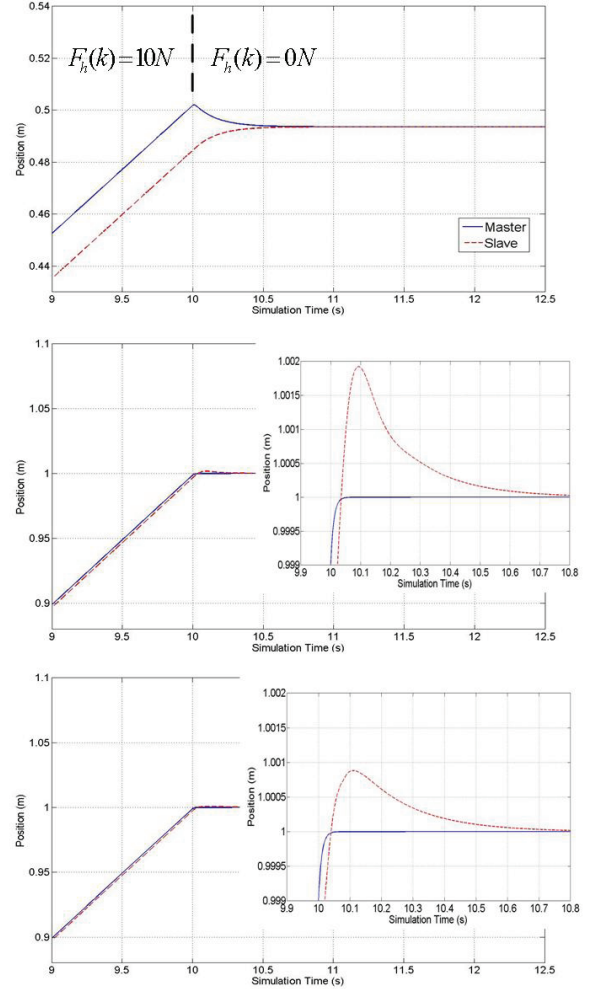 0.54
0.52
0.5
0.48
0.46
0.44
Position (m)
F_h(k)=10N
F_h(k)=0N
Master
Slave
9 9.5 10 10.5 11 11.5 12 12.5
Simulation Time (s)
1.1
1.05
1
0.95
0.9
Position (m)
9 9.5 10 10.5 11 11.5 12 12.5
Simulation Time (s)
1.002
1.0015
1.001
1.0005
1
0.9995
0.999
Position (m)
9.9 10 10.1 10.2 10.3 10.4 10.5 10.6 10.7 10.8
Simulation Time (s)
1.1
1.05
1
0.95
0.9
Position (m)
9 9.5 10 10.5 11 11.5 12 12.5
Simulation Time (s)
1.002
1.0015
1.001
1.0005
1
0.9995
0.999
Position (m)
9.9 10 10.1 10.2 10.3 10.4 10.5 10.6 10.7 10.8
Simulation Time (s)